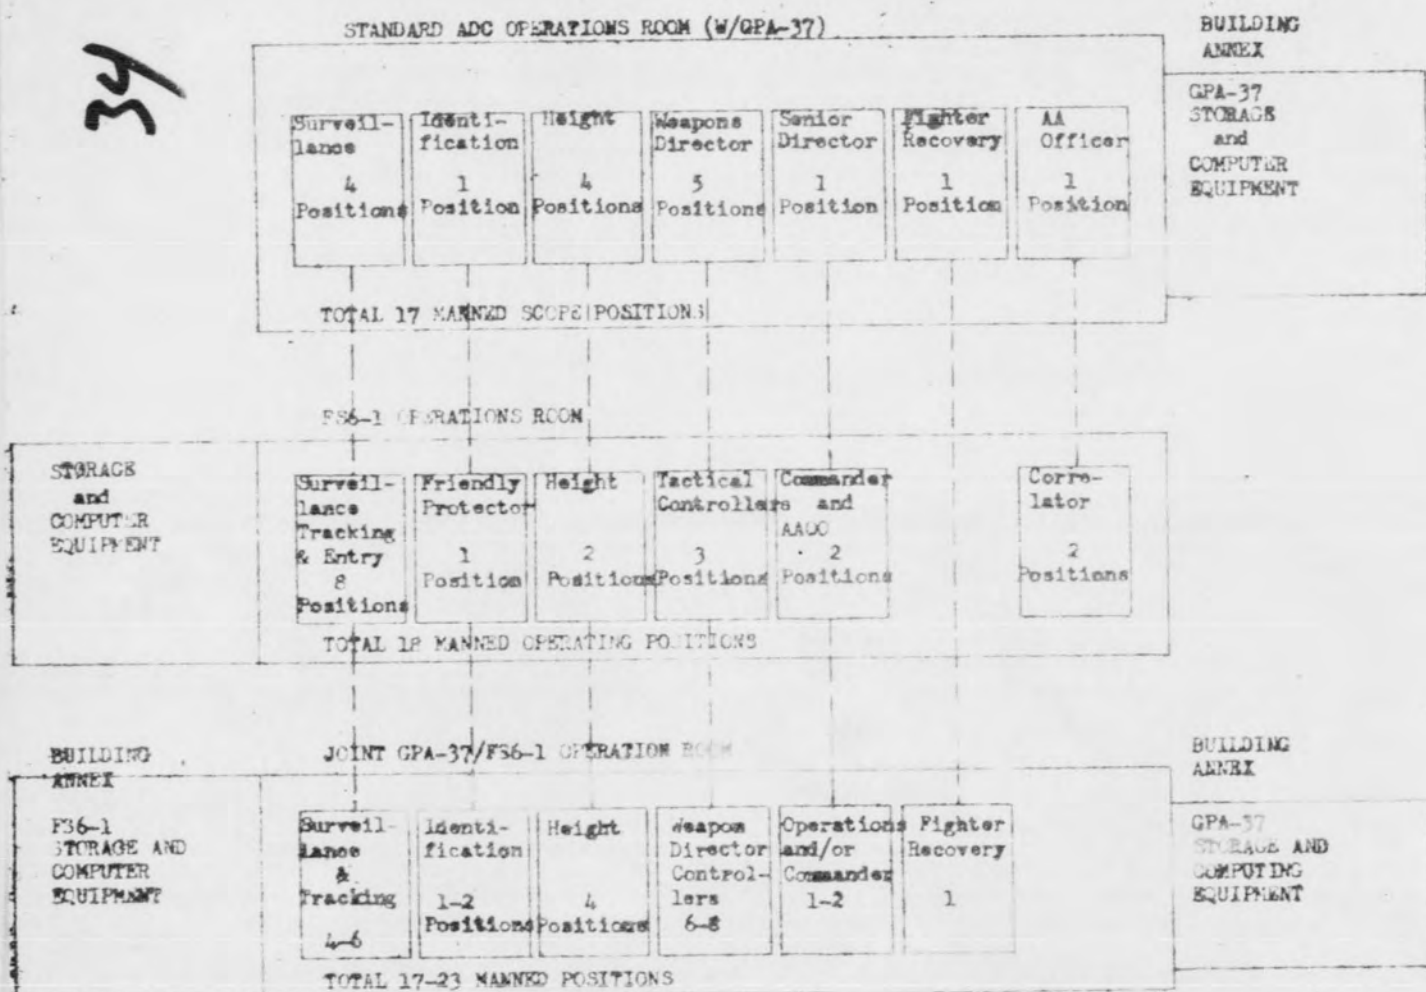 34
STANDARD ADC OPERATIONS ROOM (W/GPA-37)
BUILDING
ANNEX
Surveil-
lance
4
Positions
Identi-
fication
1
Position
Height
4
Positions
Weapons
Director
5
Positions
Senior
Director
1
Position
Fighter
Recovery
1
Position
AA
Officer
1
Position
GPA-37
STORAGE
and
COMPUTER
EQUIPMENT
TOTAL 17 MANNED SCOPE POSITIONS
FS6-1 OPERATIONS ROOM
STORAGE
and
COMPUTER
EQUIPMENT
Surveil-
lance
Tracking
& Entry
8
Positions
Friendly
Protector
1
Position
Height
2
Positions
Tactical
Controllers
3
Positions
Commander
and
AAOO
2
Positions
Corre-
lator
2
Positions
TOTAL 18 MANNED OPERATING POSITIONS
BUILDING
ANNEX
JOINT GPA-37/FS6-1 OPERATION ROOM
BUILDING
ANNEX
FS6-1
STORAGE AND
COMPUTER
EQUIPMENT
Surveil-
lance
&
Tracking
4-6
Identi-
fication
1-2
Positions
Height
4
Positions
Weapon
Director
Control-
lers
6-8
Operations
and/or
Commander
1-2
Fighter
Recovery
1
GPA-37
STORAGE AND
COMPUTING
EQUIPMENT
TOTAL 17-23 MANNED POSITIONS